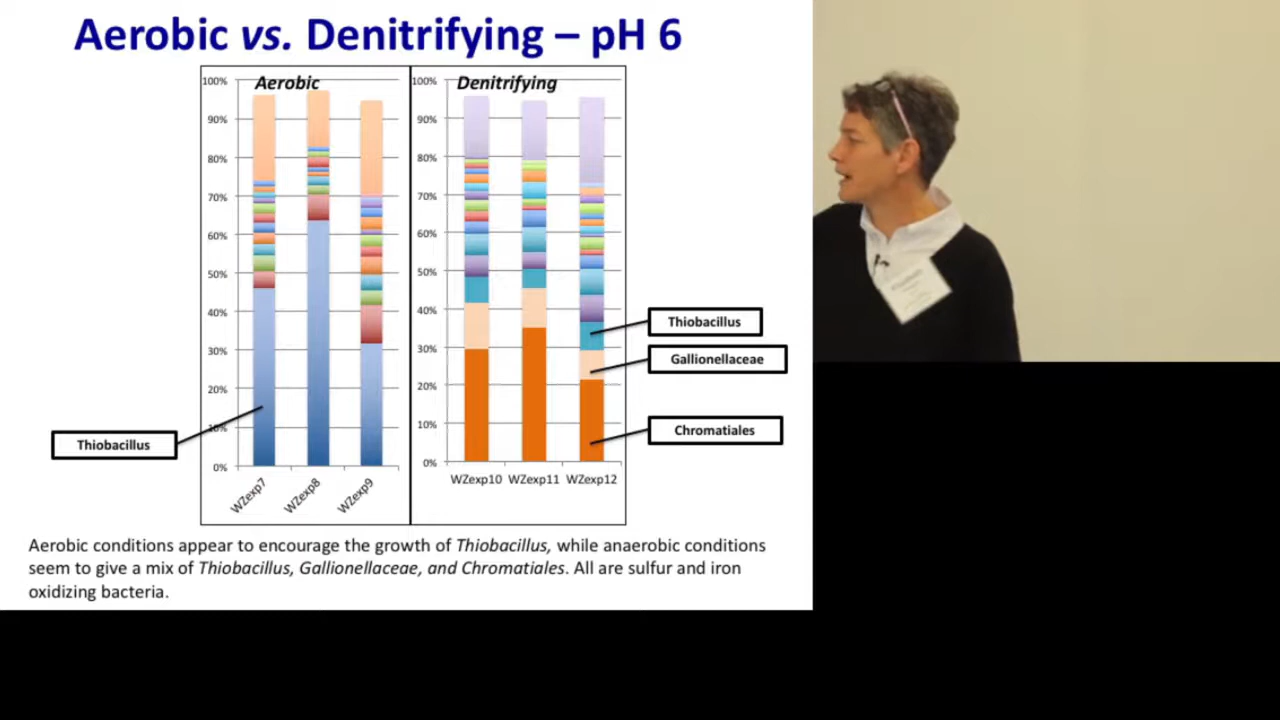 Aerobic vs. Denitrifying – pH 6
Aerobic
Denitrifying
100%
90%
80%
70%
60%
50%
40%
30%
20%
10%
0%
100%
90%
80%
70%
60%
50%
40%
30%
20%
10%
0%
Thiobacillus
Thiobacillus
Gallionellaceae
Chromatiales
WZexp7
WZexp8
WZexp9
WZexp10
WZexp11
WZexp12
Aerobic conditions appear to encourage the growth of Thiobacillus, while anaerobic conditions
seem to give a mix of Thiobacillus, Gallionellaceae, and Chromatiales. All are sulfur and iron
oxidizing bacteria.